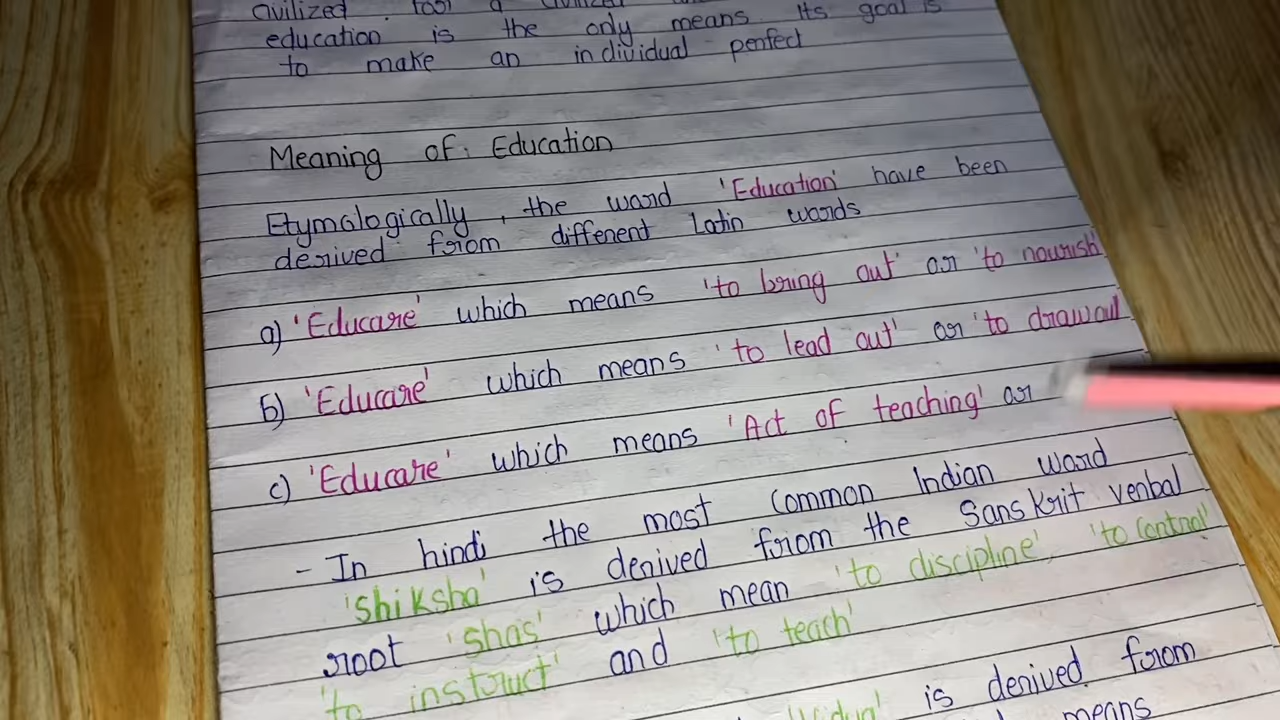 civilized. for a civilized
education is the only means Its goal is
to make an individual perfect
Meaning of Education
Etymologically, the word 'Education' have been
derived from different Latin words
a) 'Educare' which means 'to bring out' or 'to nourish'
b) 'Educare' which means 'to lead out' or 'to drawout
c) 'Educare' which means 'Act of teaching' or
- In hindi the most common Indian word
'Shiksha' is derived from the Sanskrit verbal
root 'Shas' which mean 'to discipline', 'to control'
'to instruct' and 'to teach'
is derived from
means